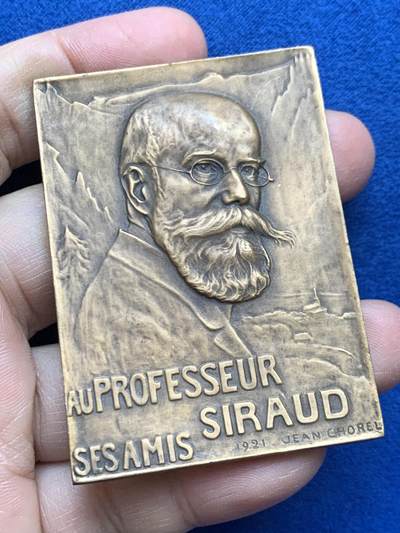 AU PROFESSEUR
SIRAUD
SES AMIS
1921 JEAN CHOREL